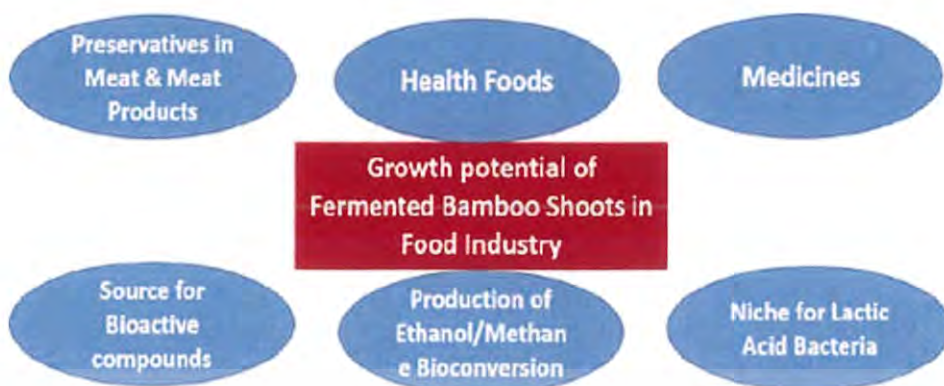 Preservatives in
Meat & Meat
Products
Health Foods
Medicines
Growth potential of
Fermented Bamboo Shoots in
Food Industry
Source for
Bioactive
compounds
Production of
Ethanol/Methan
e Bioconversion
Niche for Lactic
Acid Bacteria